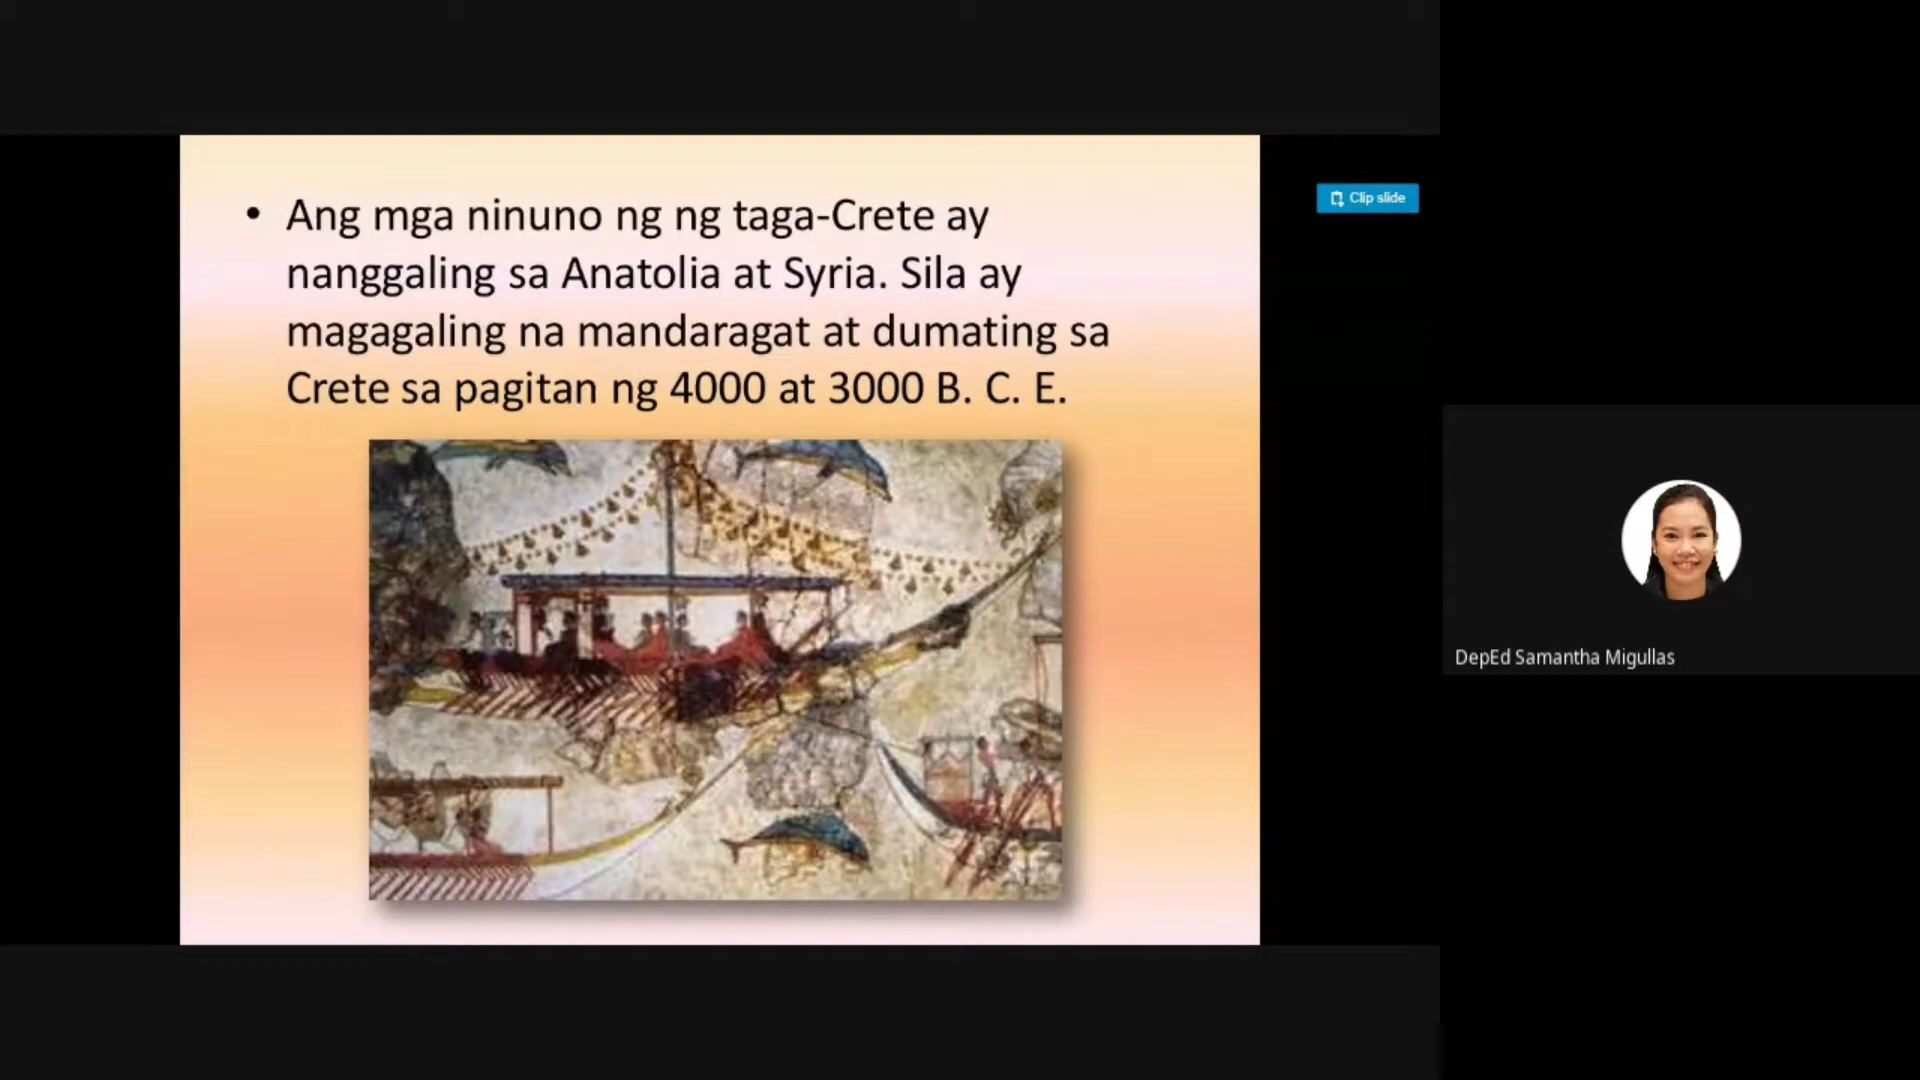 • Ang mga ninuno ng ng taga-Crete ay
nanggaling sa Anatolia at Syria. Sila ay
magagaling na mandaragat at dumating sa
Crete sa pagitan ng 4000 at 3000 B. C. E.
Clip slide
DepEd Samantha Migullas